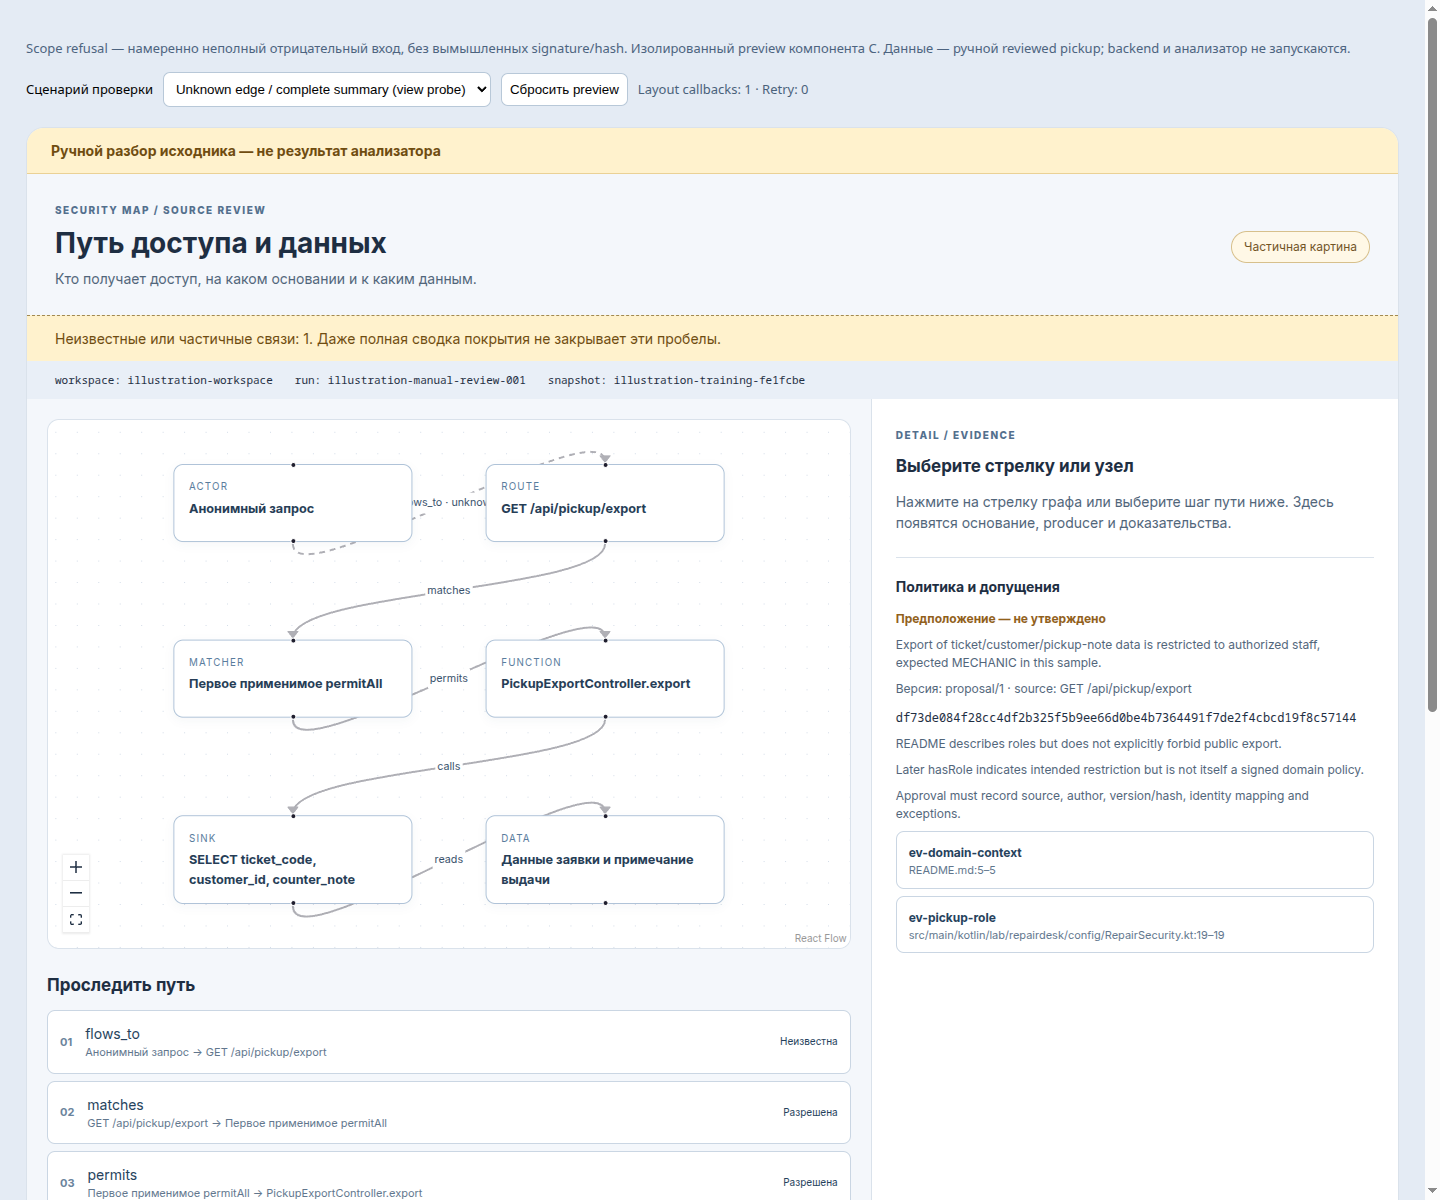 Scope refusal — намеренно неполный отрицательный вход, без вымышленных signature/hash. Изолированный preview компонента C. Данные — ручной reviewed pickup; backend и анализатор не запускаются.
Сценарий проверки
Unknown edge / complete summary (view probe)
Сбросить preview
Layout callbacks: 1 · Retry: 0
Ручной разбор исходника — не результат анализатора
SECURITY MAP / SOURCE REVIEW
Путь доступа и данных
Кто получает доступ, на каком основании и к каким данным.
Частичная картина
Неизвестные или частичные связи: 1. Даже полная сводка покрытия не закрывает эти пробелы.
workspace: illustration-workspace
run: illustration-manual-review-001
snapshot: illustration-training-fe1fcbe
ACTOR
Анонимный запрос
ws_to · unknow
ROUTE
GET /api/pickup/export
matches
MATCHER
Первое применимое permitAll
permits
FUNCTION
PickupExportController.export
calls
SINK
SELECT ticket_code,
customer_id, counter_note
reads
DATA
Данные заявки и примечание
выдачи
React Flow
Проследить путь
01
flows_to
Анонимный запрос → GET /api/pickup/export
Неизвестна
02
matches
GET /api/pickup/export → Первое применимое permitAll
Разрешена
03
permits
Первое применимое permitAll → PickupExportController.export
Разрешена
DETAIL / EVIDENCE
Выберите стрелку или узел
Нажмите на стрелку графа или выберите шаг пути ниже. Здесь
появятся основание, producer и доказательства.
Политика и допущения
Предположение — не утверждено
Export of ticket/customer/pickup-note data is restricted to authorized staff,
expected MECHANIC in this sample.
Версия: proposal/1 · source: GET /api/pickup/export
df73de084f28cc4df2b325f5b9ee66d0be4b7364491f7de2f4cbcd19f8c57144
README describes roles but does not explicitly forbid public export.
Later hasRole indicates intended restriction but is not itself a signed domain policy.
Approval must record source, author, version/hash, identity mapping and
exceptions.
ev-domain-context
README.md:5–5
ev-pickup-role
src/main/kotlin/lab/repairdesk/config/RepairSecurity.kt:19–19